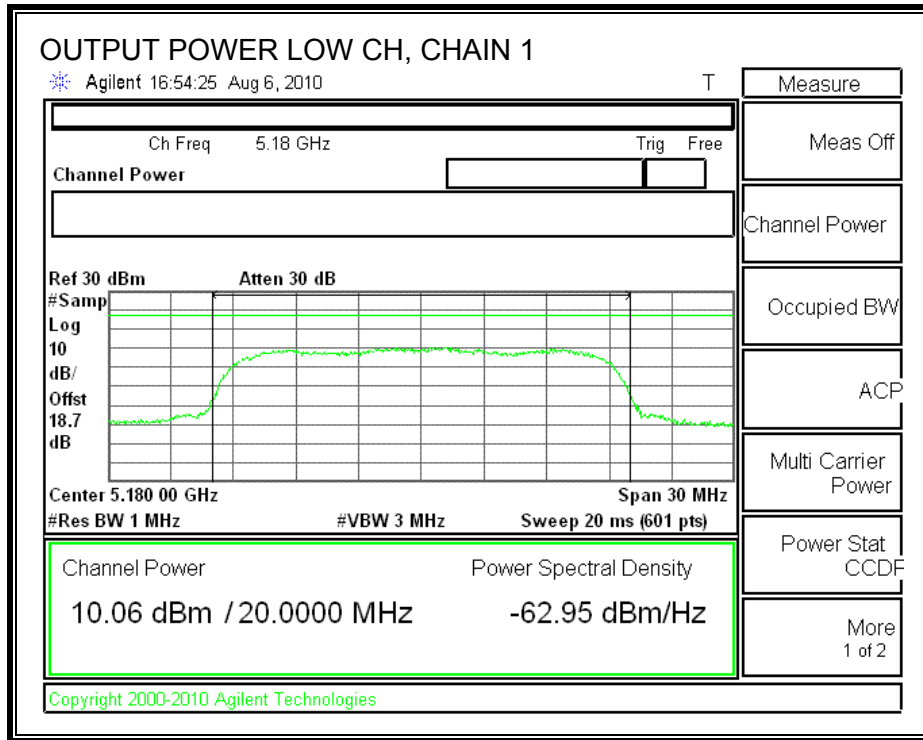 OUTPUT POWER LOW CH, CHAIN 1
Agilent 16:54:25 Aug 6, 2010 T
Measure
Ch Freq 5.18 GHz Trig Free
Meas Off
Channel Power
Channel Power
Ref 30 dBm Atten 30 dB
#Samp
Log
10
dB/
Offst
18.7
dB
Occupied BW
ACP
Multi Carrier
Power
Center 5.180 00 GHz Span 30 MHz
#Res BW 1 MHz #VBW 3 MHz Sweep 20 ms (601 pts)
Power Stat
CCDF
Channel Power Power Spectral Density
10.06 dBm / 20.0000 MHz -62.95 dBm/Hz
More
1 of 2
Copyright 2000-2010 Agilent Technologies